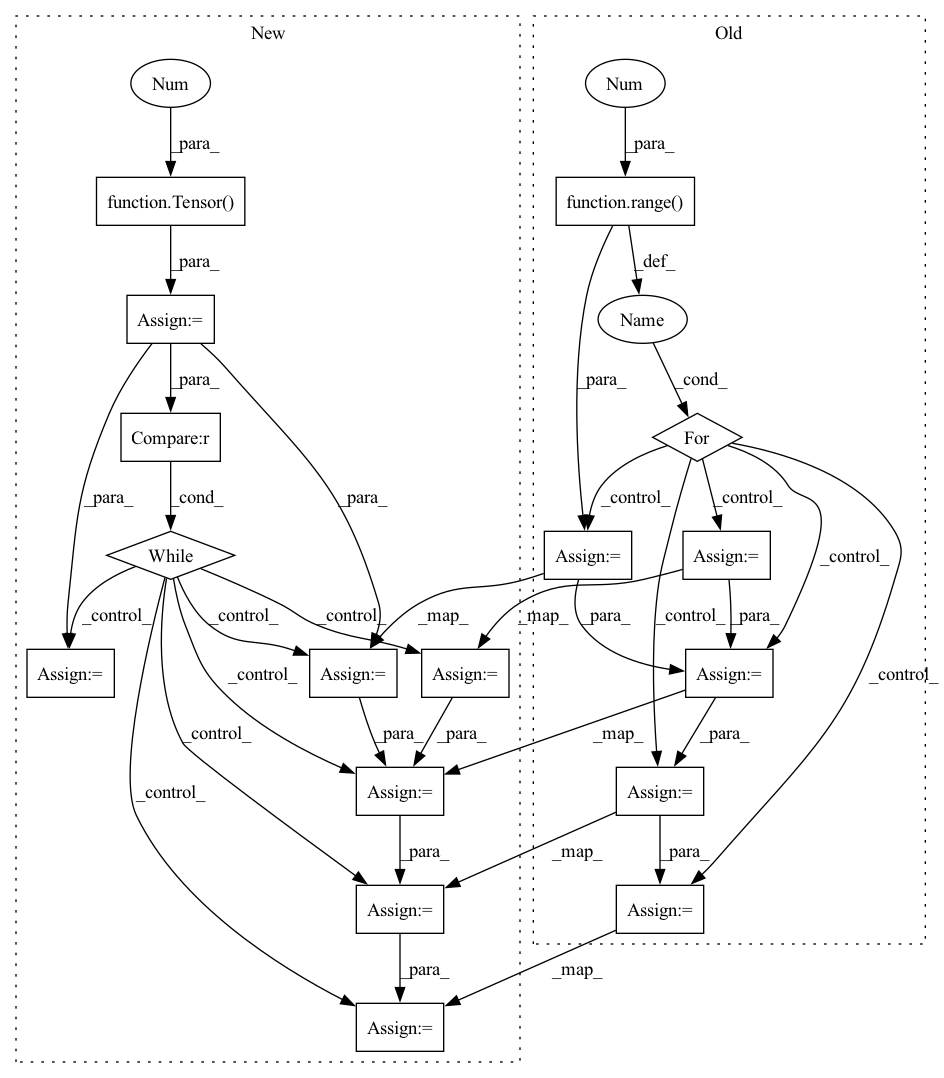 New
Old
Num
Num
_para_
_para_
function.Tensor()
function.range()
_para_
_def_
Assign:=
Name
_para_
_para_
_cond_
Compare:r
For
_para_
_cond_
_para_
_control_
_control_
_control_
While
Assign:=
Assign:=
_control_
_control_
_control_
_map_
_map_
_para_
_control_
_para_
Assign:=
Assign:=
Assign:=
Assign:=
_control_
_control_
_control_
_para_
_para_
_map_
_para_
Assign:=
Assign:=
_control_
_para_
_map_
_para_
Assign:=
Assign:=
_para_
_map_
Assign:=